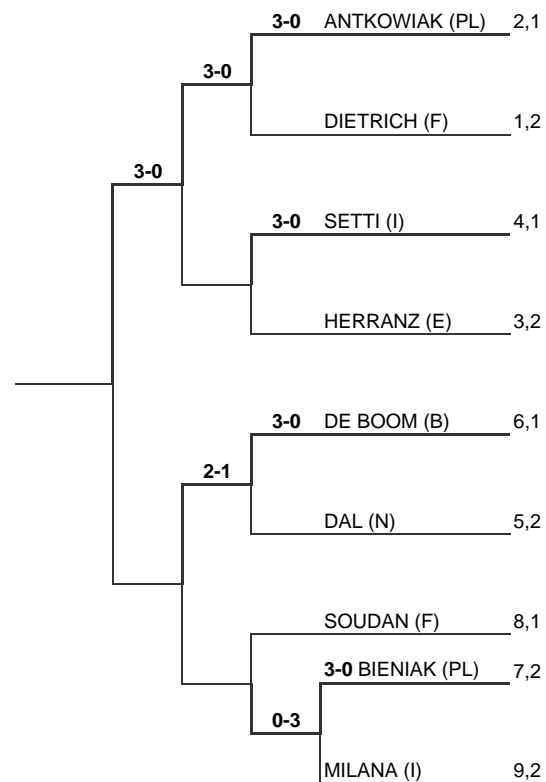 3-0 ANTKOWIAK (PL) 2,1
3-0
DIETRICH (F) 1,2
3-0
3-0 SETTI (I) 4,1
HERRANZ (E) 3,2
3-0 DE BOOM (B) 6,1
2-1
DAL (N) 5,2
SOUDAN (F) 8,1
3-0 BIENIAK (PL) 7,2
0-3
MILANA (I) 9,2